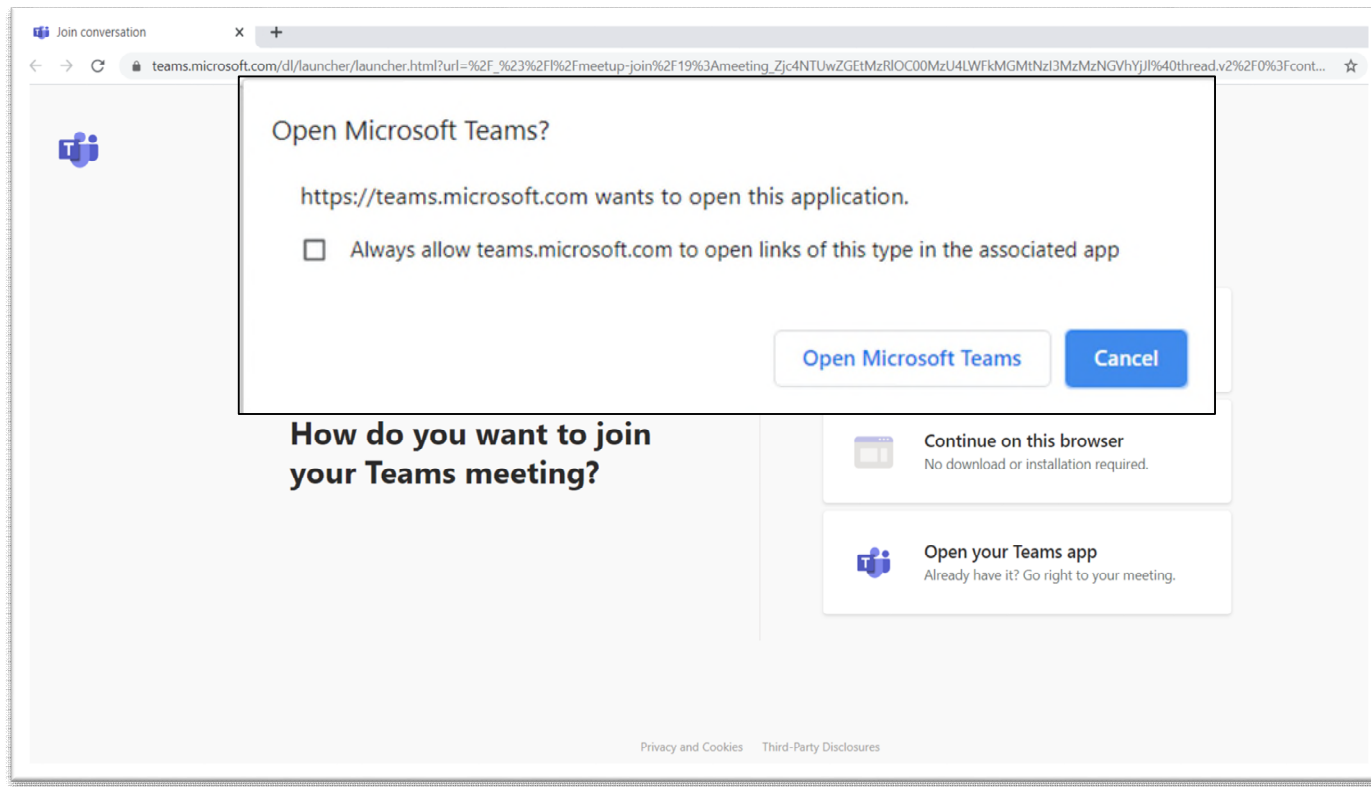 Join conversation
teams.microsoft.com/dl/launcher/launcher.html?url=%2F_%23%2Fl%2Fmeetup-join%2F19%3Ameeting_Zjc4NTUwZGEtMzRlOC00MzU4LWFkMGMtNzI3MzMzNGVhYjJl%40thread.v2%2F0%3Fcont...
Open Microsoft Teams?
https://teams.microsoft.com wants to open this application.
Always allow teams.microsoft.com to open links of this type in the associated app
Open Microsoft Teams
Cancel
How do you want to join
your Teams meeting?
Continue on this browser
No download or installation required.
Open your Teams app
Already have it? Go right to your meeting.
Privacy and Cookies
Third-Party Disclosures